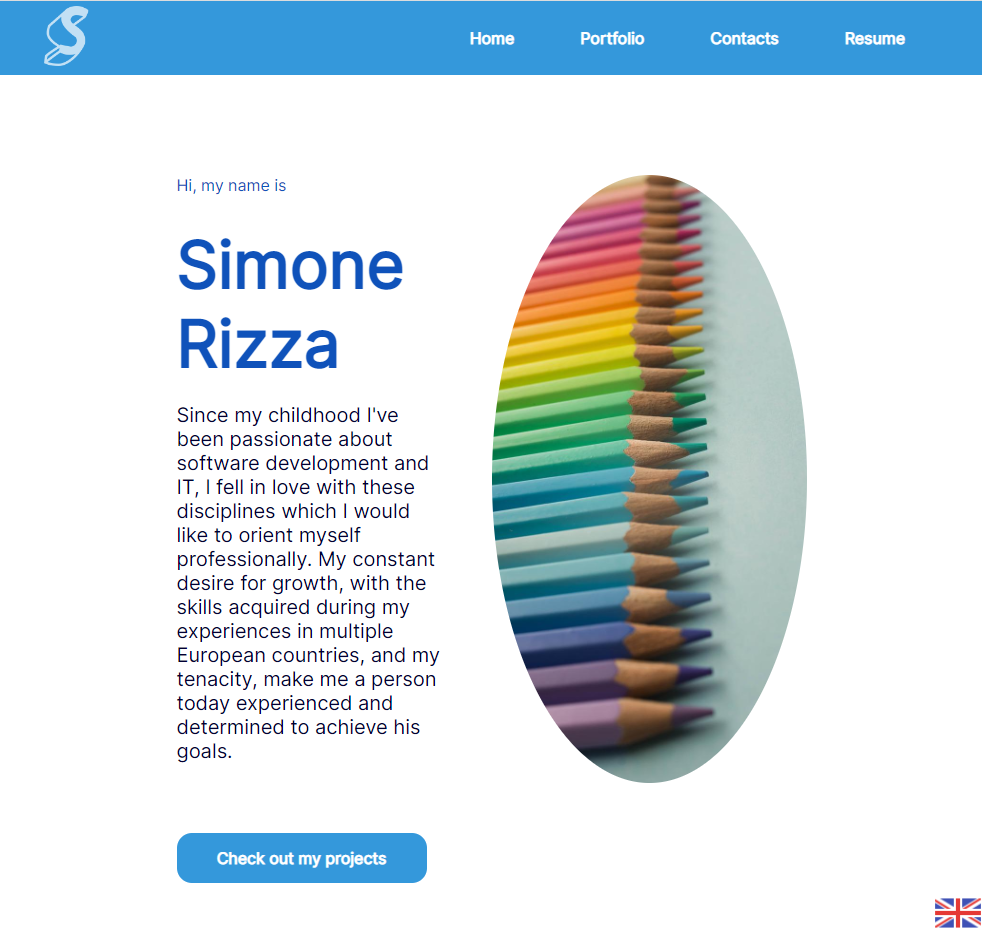 S
Home Portfolio Contacts Resume
Hi, my name is
Simone
Rizza
Since my childhood I've
been passionate about
software development and
IT, I fell in love with these
disciplines which I would
like to orient myself
professionally. My constant
desire for growth, with the
skills acquired during my
experiences in multiple
European countries, and my
tenacity, make me a person
today experienced and
determined to achieve his
goals.
Check out my projects